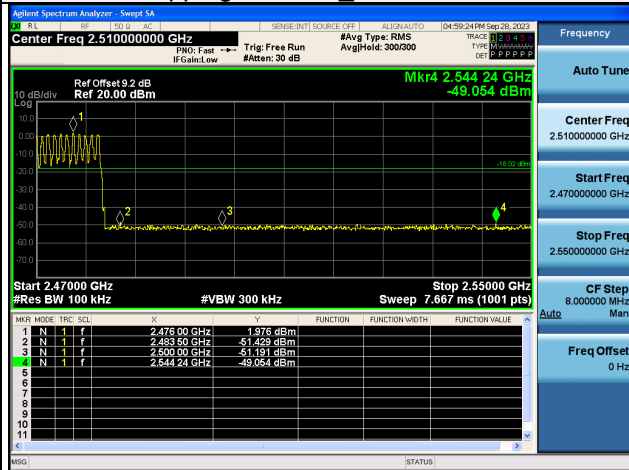 Agilent Spectrum Analyzer - Swept SA
RL RF 50 Ω AC SENSE:INT SOURCE OFF ALIGNAUTO 04:59:24 PM Sep 28, 2023
Center Freq 2.510000000 GHz
PNO: Fast
IFGain:Low
Trig: Free Run
#Atten: 30 dB
#Avg Type: RMS
Avg|Hold: 300/300
TRACE 1 2 3 4 5 6
TYPE M
DET P P P P P P
Frequency
Auto Tune
Center Freq
2.510000000 GHz
Start Freq
2.470000000 GHz
Stop Freq
2.550000000 GHz
CF Step
8.000000 MHz
Auto Man
Freq Offset
0 Hz
Ref Offset 9.2 dB
10 dB/div Ref 20.00 dBm
Log
Mkr4 2.544 24 GHz
-49.054 dBm
10.0
0.00
-10.0
-20.0
-30.0
-40.0
-50.0
-60.0
-70.0
1
2
3
4
-18.02 dBm
Start 2.47000 GHz Stop 2.55000 GHz
#Res BW 100 kHz #VBW 300 kHz Sweep 7.667 ms (1001 pts)
MKR MODE TRC SCL X Y FUNCTION FUNCTION WIDTH FUNCTION VALUE
1 N 1 f 2.476 00 GHz 1.976 dBm
2 N 1 f 2.483 50 GHz -51.429 dBm
3 N 1 f 2.500 00 GHz -51.191 dBm
4 N 1 f 2.544 24 GHz -49.054 dBm
5
6
7
8
9
10
11
MSG STATUS